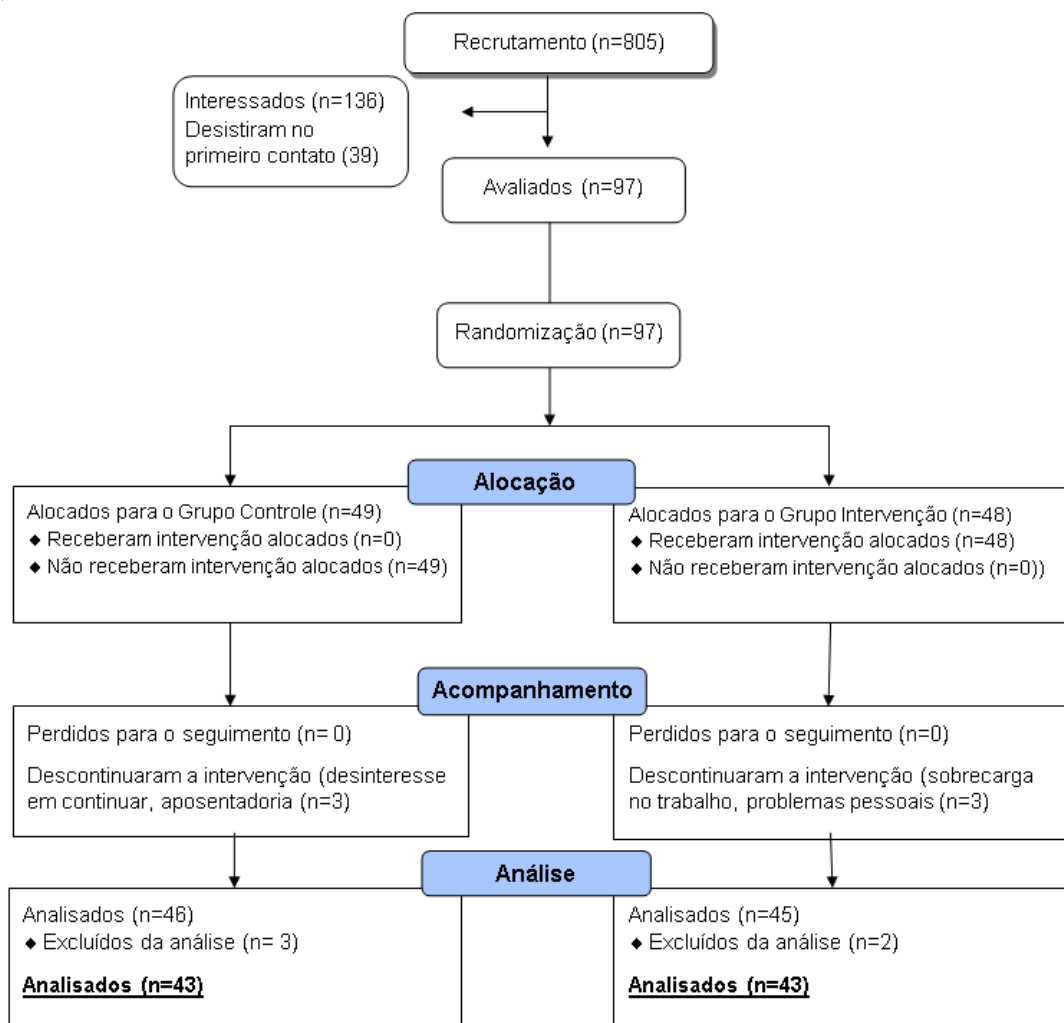 Recrutamento (n=805)
Interessados (n=136)
Desistiram no
primeiro contato (39)
Avaliados (n=97)
Randomização (n=97)
Alocação
Alocados para o Grupo Controle (n=49)
◆ Receberam intervenção alocados (n=0)
◆ Não receberam intervenção alocados (n=49)
Alocados para o Grupo Intervenção (n=48)
◆ Receberam intervenção alocados (n=48)
◆ Não receberam intervenção alocados (n=0))
Acompanhamento
Perdidos para o seguimento (n= 0)
Descontinuaram a intervenção (desinteresse
em continuar, aposentadoria (n=3)
Perdidos para o seguimento (n=0)
Descontinuaram a intervenção (sobrecarga
no trabalho, problemas pessoais (n=3)
Análise
Analisados (n=46)
◆ Excluídos da análise (n= 3)
Analisados (n=43)
Analisados (n=45)
◆ Excluídos da análise (n=2)
Analisados (n=43)